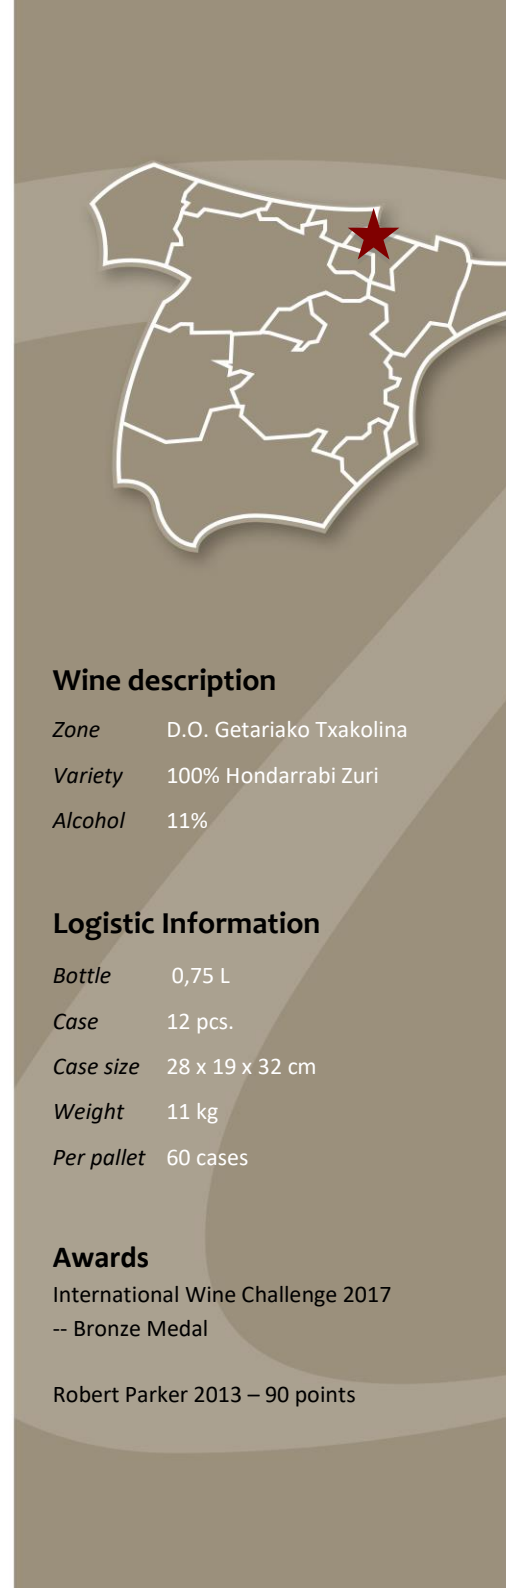 Wine description
Zone D.O. Getariako Txakolina
Variety 100% Hondarrabi Zuri
Alcohol 11%
Logistic Information
Bottle 0,75 L
Case 12 pcs.
Case size 28 x 19 x 32 cm
Weight 11 kg
Per pallet 60 cases
Awards
International Wine Challenge 2017
-- Bronze Medal
Robert Parker 2013 – 90 points